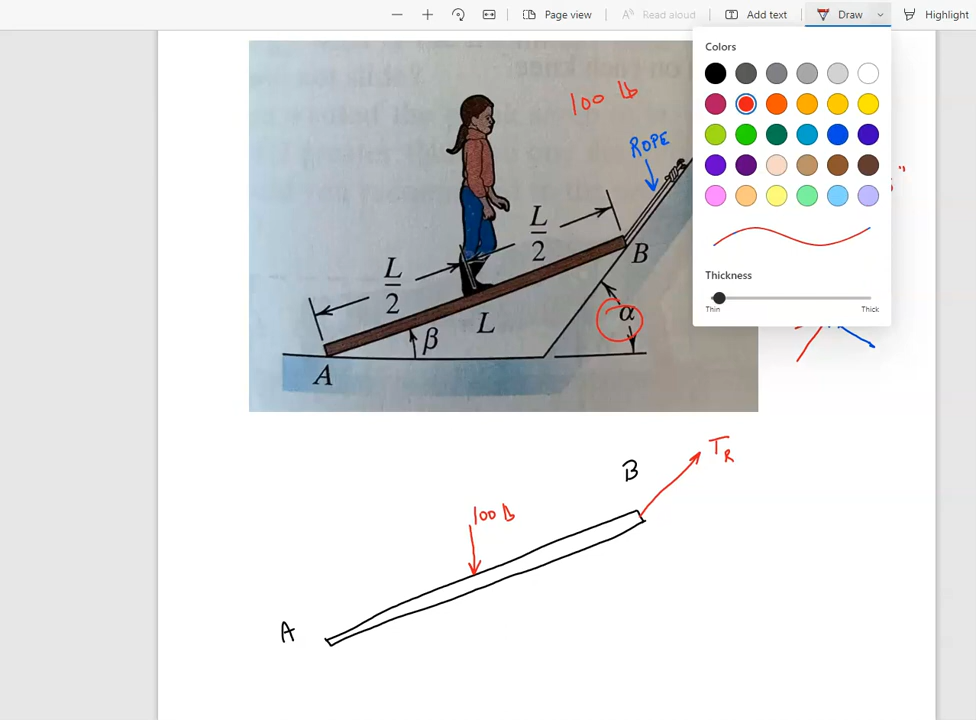 Page view
Read aloud
Add text
Draw
Highlight
Colors
Thickness
Thin
Thick
100 lb
ROPE
L
2
L
2
B
L
β
α
A
B
T_R
100 lb
A